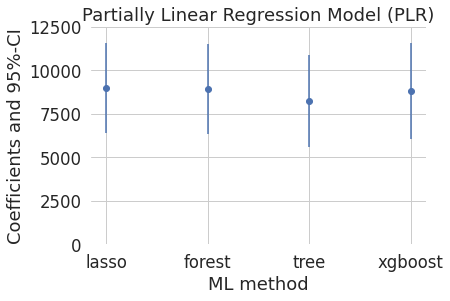 Partially Linear Regression Model (PLR)
Coefficients and 95%-CI
12500
10000
7500
5000
2500
0
lasso forest tree xgboost
ML method